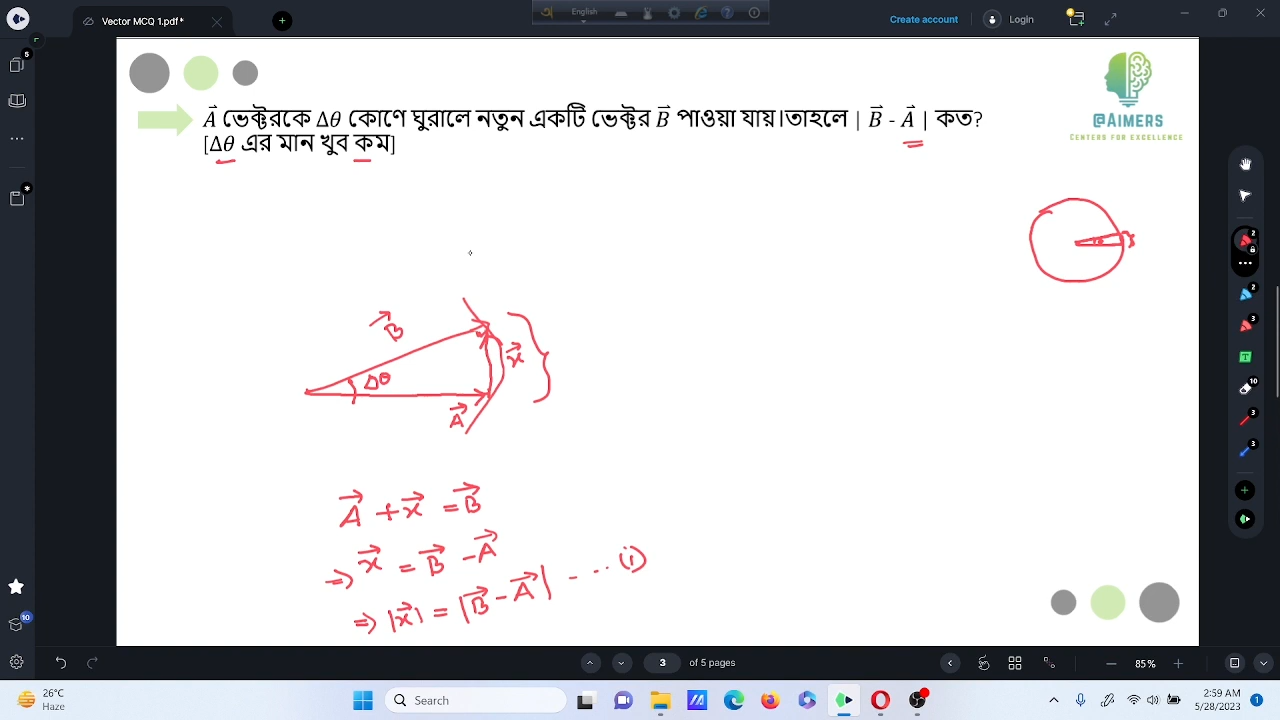 Vector MCQ 1.pdf*
English
Create account
Login
@AIMERS
CENTERS FOR EXCELLENCE
A⃗ ভেক্টরকে Δθ কোণে ঘুরালে নতুন একটি ভেক্টর B⃗ পাওয়া যায়।তাহলে | B⃗ - A⃗ | কত?
[Δθ এর মান খুব কম]
θ
B⃗
x⃗
Δθ
A⃗
A⃗ + x⃗ = B⃗
⇒ x⃗ = B⃗ - A⃗
⇒ |x⃗| = |B⃗ - A⃗| - - .. (i)
3 of 5 pages
85%
26°C
Haze
Search
2:59 AM
5/28/2023